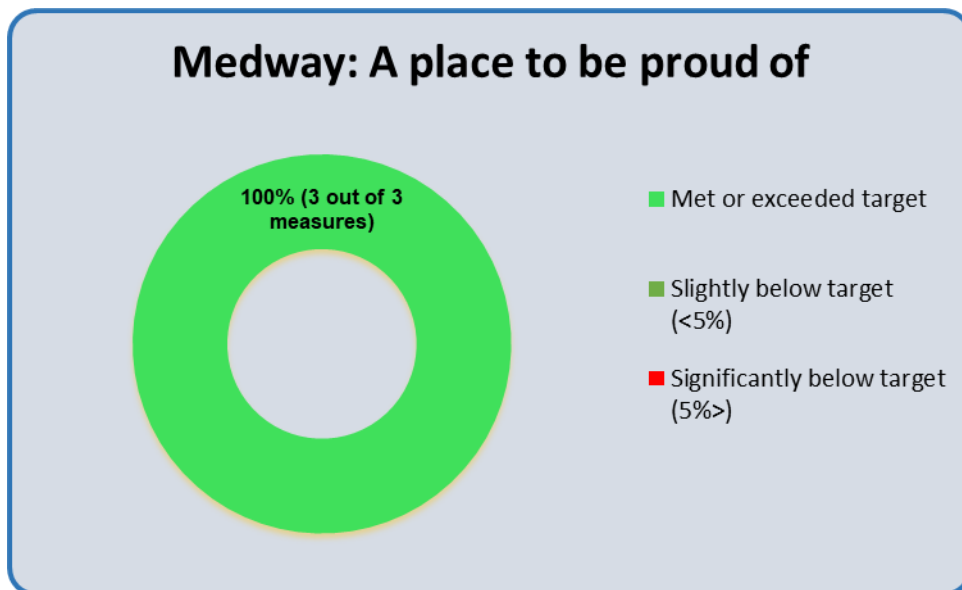 Medway: A place to be proud of
100% (3 out of 3
measures)
Met or exceeded target
Slightly below target
(<5%)
Significantly below target
(5%>)